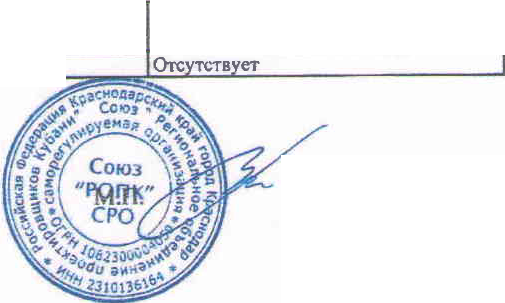 Отсутствует
Российская Федерация Краснодарский край город Краснодар
* ИНН 2310136164 *
Союз "Региональное объединение проектировщиков Кубани"
саморегулируемая организация
* ОГРН 1062300004050 *
Союз
"РОПК"
СРО
М.П.